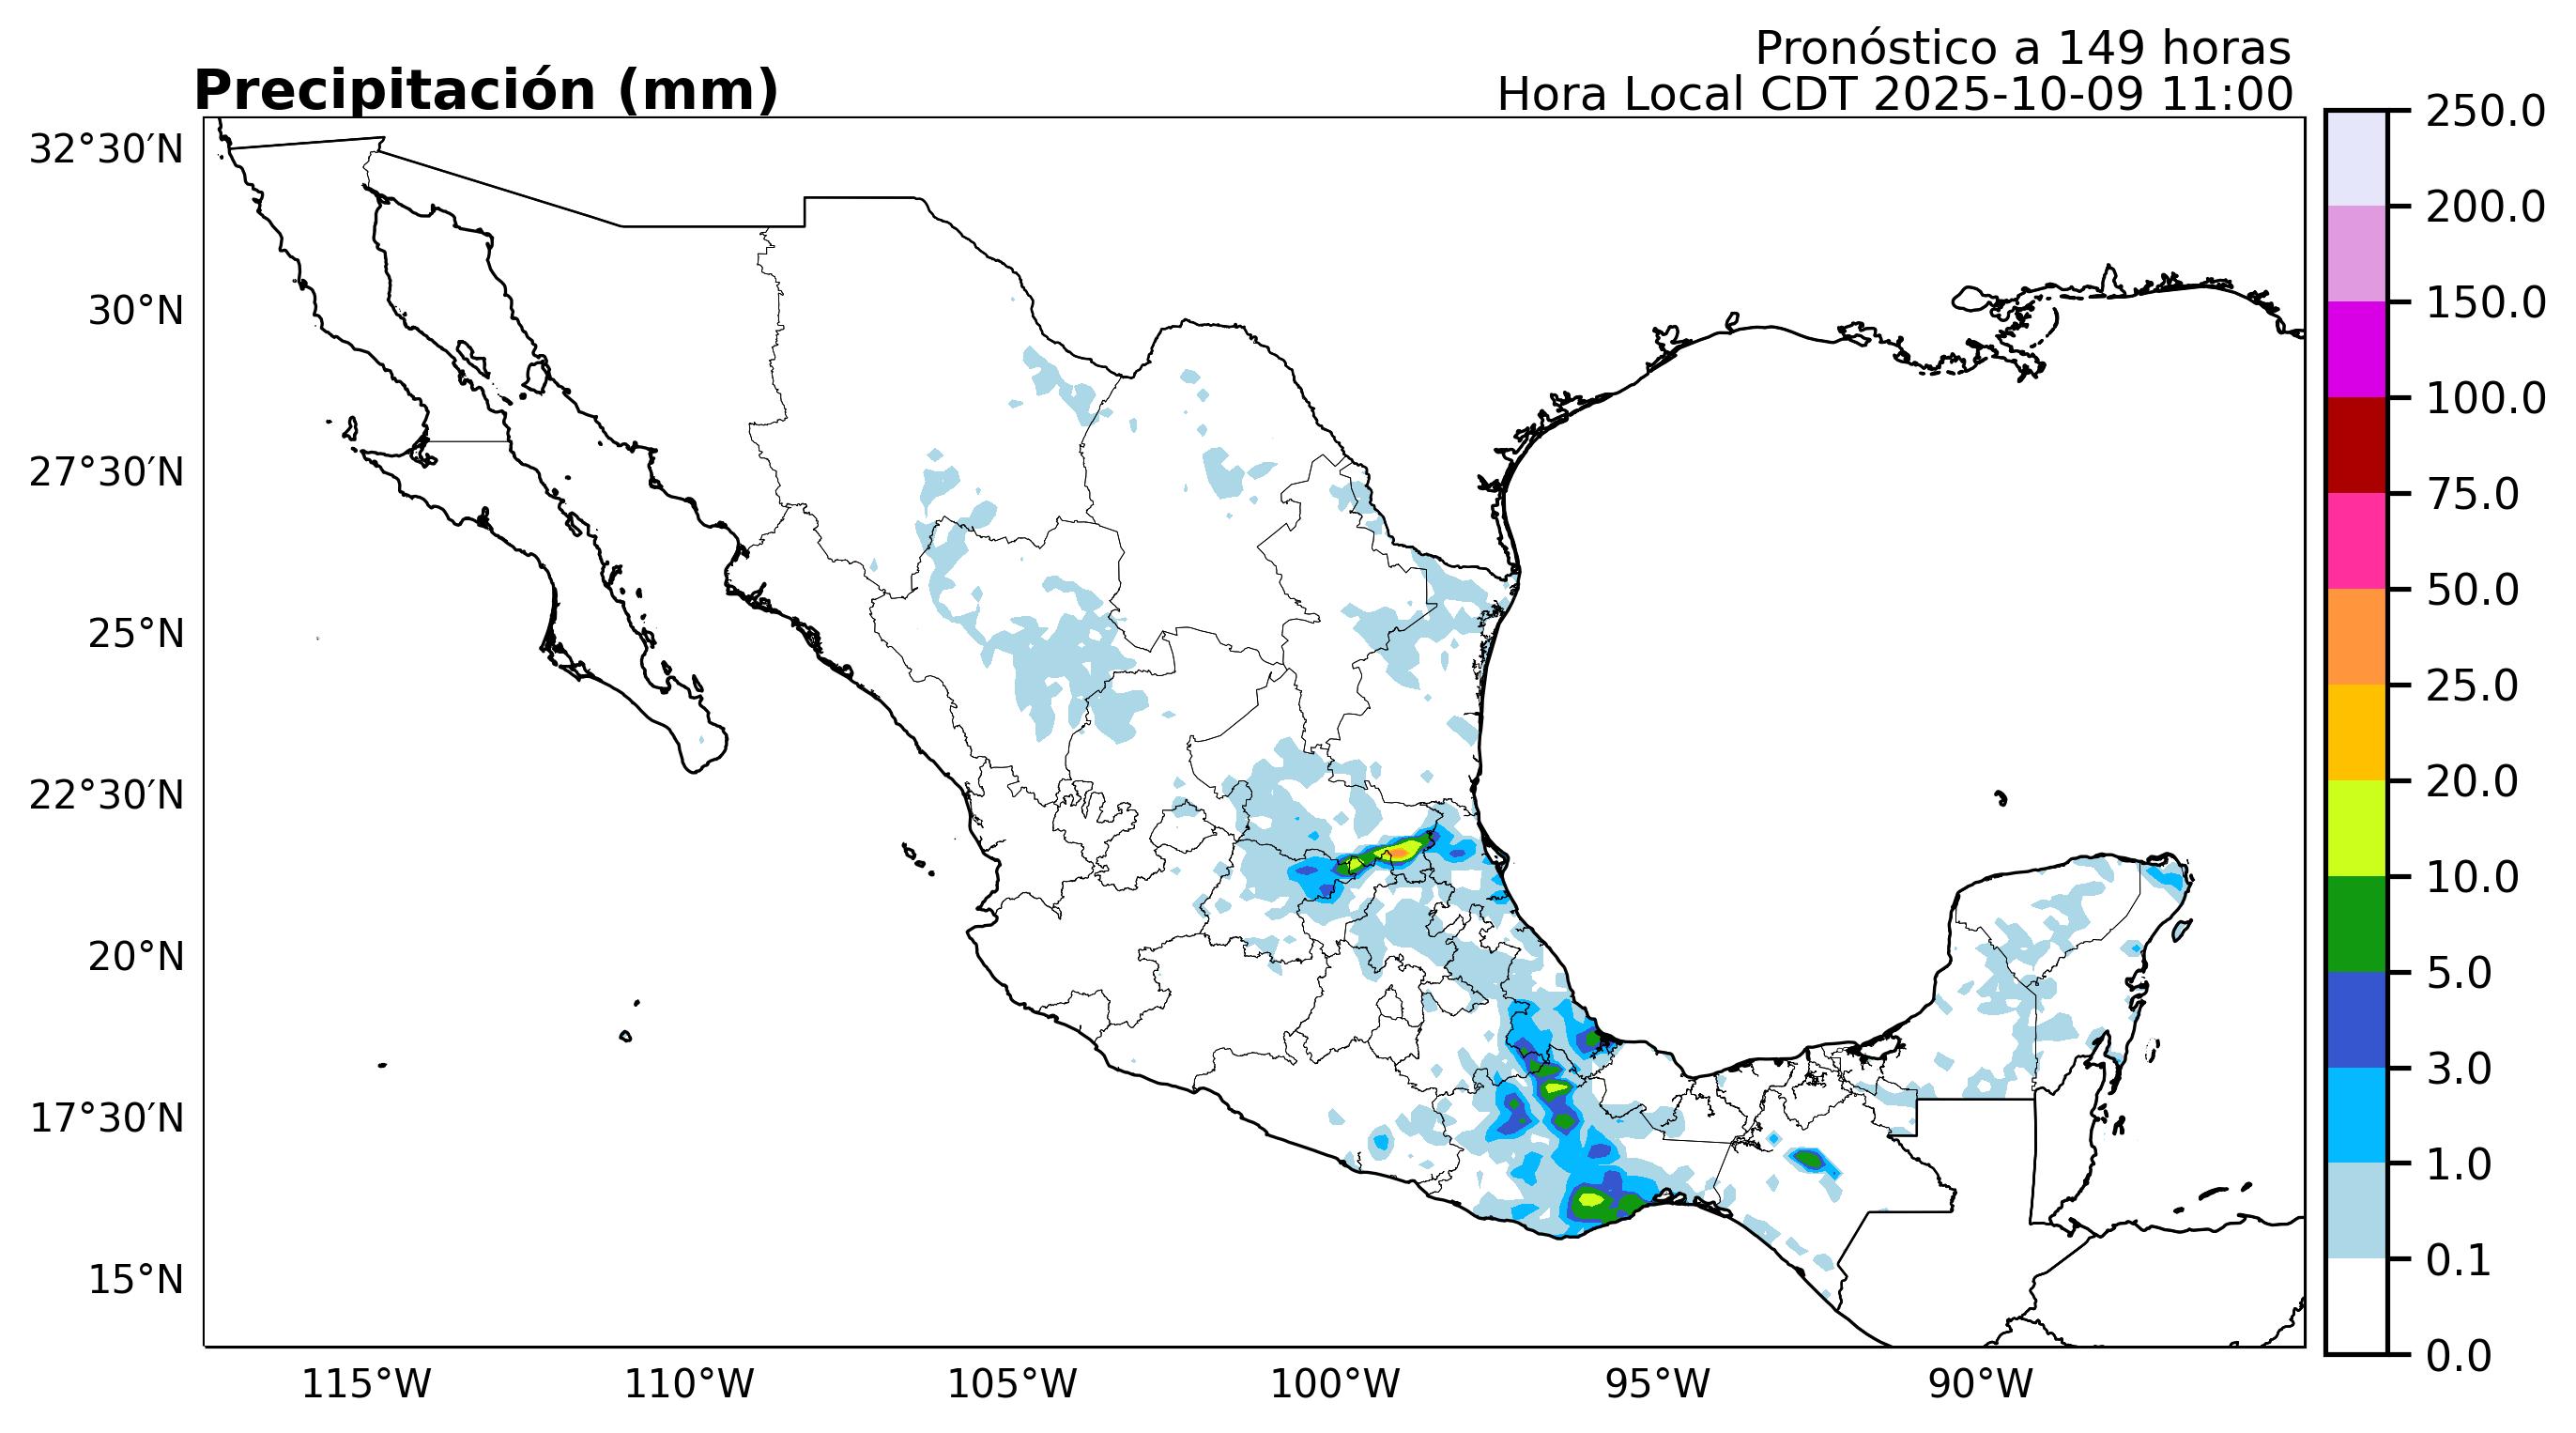 Pronóstico a 149 horas
Precipitación (mm)
Hora Local CDT 2025-10-09 11:00
32°30′N
30°N
27°30′N
25°N
22°30′N
20°N
17°30′N
15°N
115°W
110°W
105°W
100°W
95°W
90°W
250.0
200.0
150.0
100.0
75.0
50.0
25.0
20.0
10.0
5.0
3.0
1.0
0.1
0.0